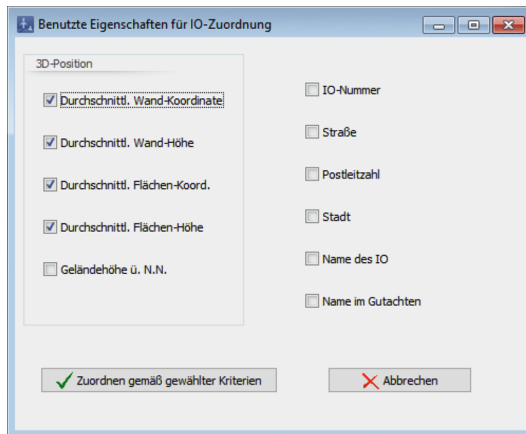 Benutzte Eigenschaften für IO-Zuordnung
3D-Position
Durchschnittl. Wand-Koordinate
Durchschnittl. Wand-Höhe
Durchschnittl. Flächen-Koord.
Durchschnittl. Flächen-Höhe
Geländehöhe ü. N.N.
IO-Nummer
Straße
Postleitzahl
Stadt
Name des IO
Name im Gutachten
Zuordnen gemäß gewählter Kriterien
Abbrechen